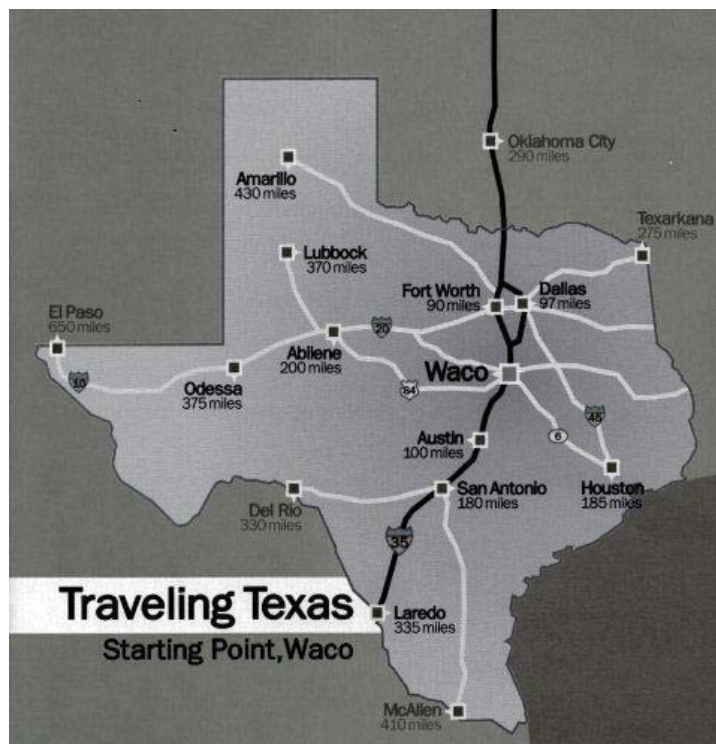 Oklahoma City
290 miles
Amarillo
430 miles
Texarkana
275 miles
Lubbock
370 miles
Fort Worth
90 miles
Dallas
97 miles
El Paso
650 miles
20
Abilene
200 miles
Waco
10
Odessa
375 miles
84
45
6
Austin
100 miles
San Antonio
180 miles
Houston
185 miles
Del Rio
330 miles
35
Traveling Texas
Laredo
335 miles
Starting Point, Waco
McAllen
410 miles